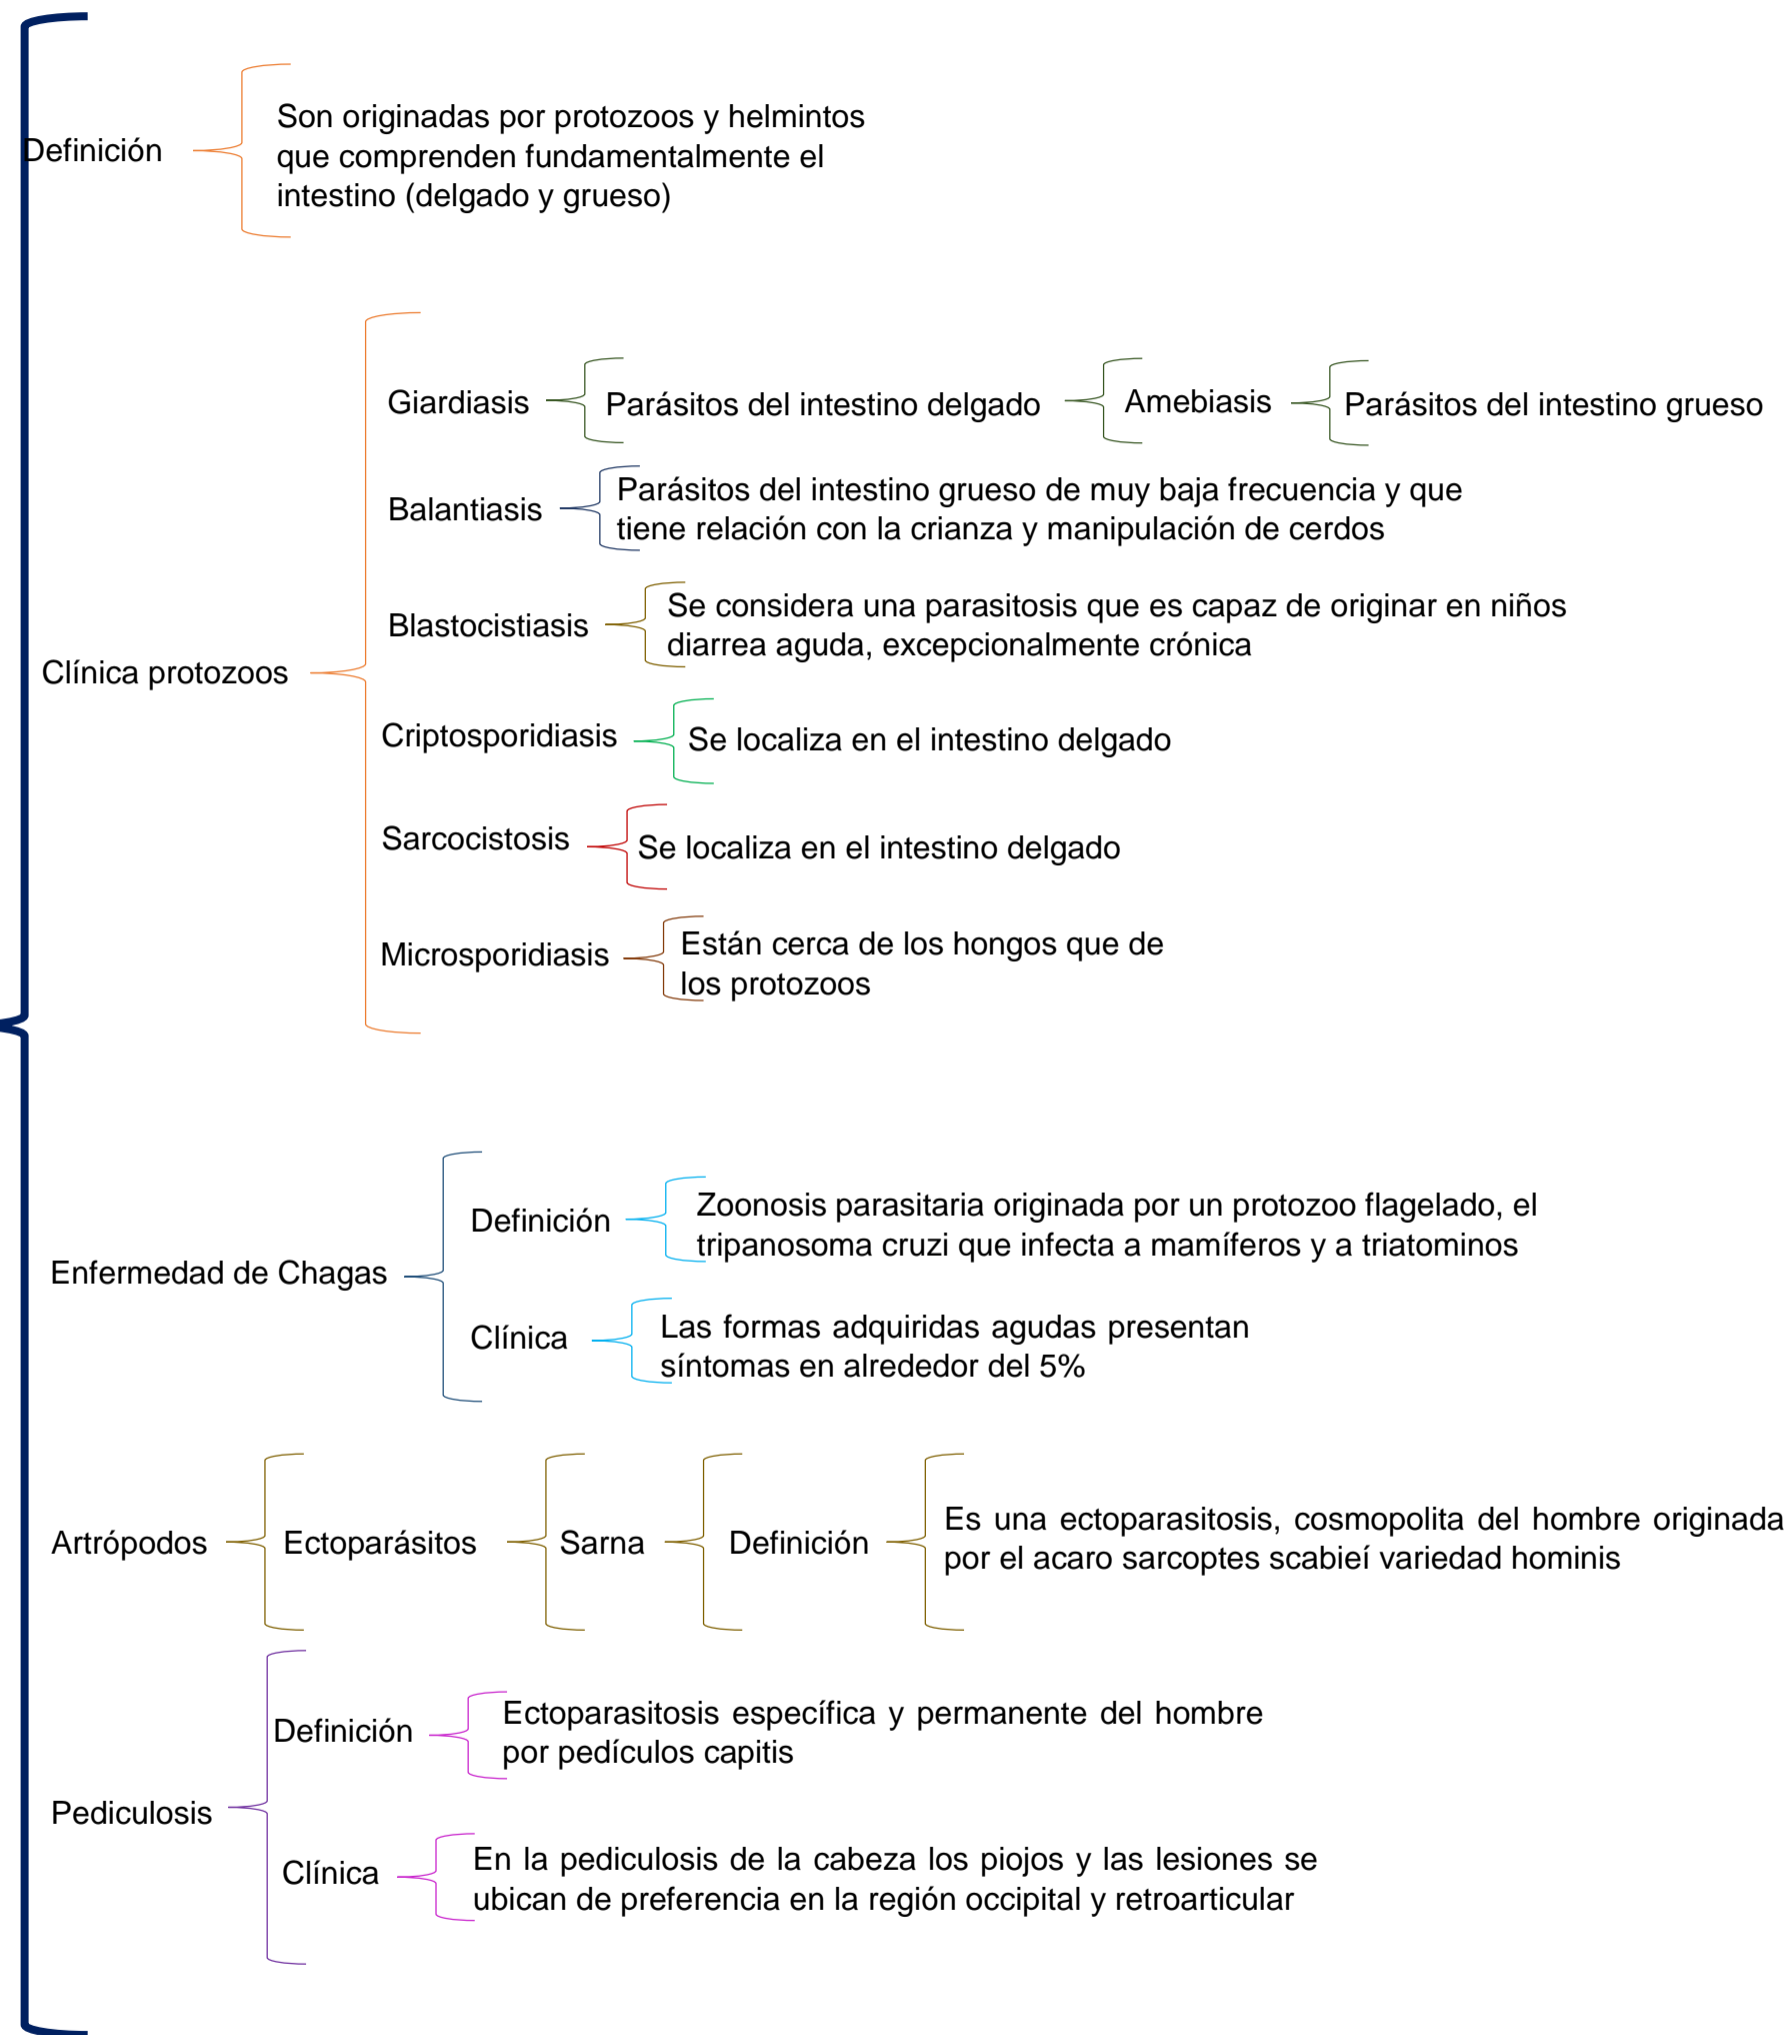 Definición
Son originadas por protozoos y helmintos
que comprenden fundamentalmente el
intestino (delgado y grueso)
Clínica protozoos
Giardiasis
Parásitos del intestino delgado
Amebiasis
Parásitos del intestino grueso
Balantiasis
Parásitos del intestino grueso de muy baja frecuencia y que
tiene relación con la crianza y manipulación de cerdos
Blastocistiasis
Se considera una parasitosis que es capaz de originar en niños
diarrea aguda, excepcionalmente crónica
Criptosporidiasis
Se localiza en el intestino delgado
Sarcocistosis
Se localiza en el intestino delgado
Microsporidiasis
Están cerca de los hongos que de
los protozoos
Enfermedad de Chagas
Definición
Zoonosis parasitaria originada por un protozoo flagelado, el
tripanosoma cruzi que infecta a mamíferos y a triatominos
Clínica
Las formas adquiridas agudas presentan
síntomas en alrededor del 5%
Artrópodos
Ectoparásitos
Sarna
Definición
Es una ectoparasitosis, cosmopolita del hombre originada
por el acaro sarcoptes scabieí variedad hominis
Pediculosis
Definición
Ectoparasitosis específica y permanente del hombre
por pedículos capitis
Clínica
En la pediculosis de la cabeza los piojos y las lesiones se
ubican de preferencia en la región occipital y retroarticular